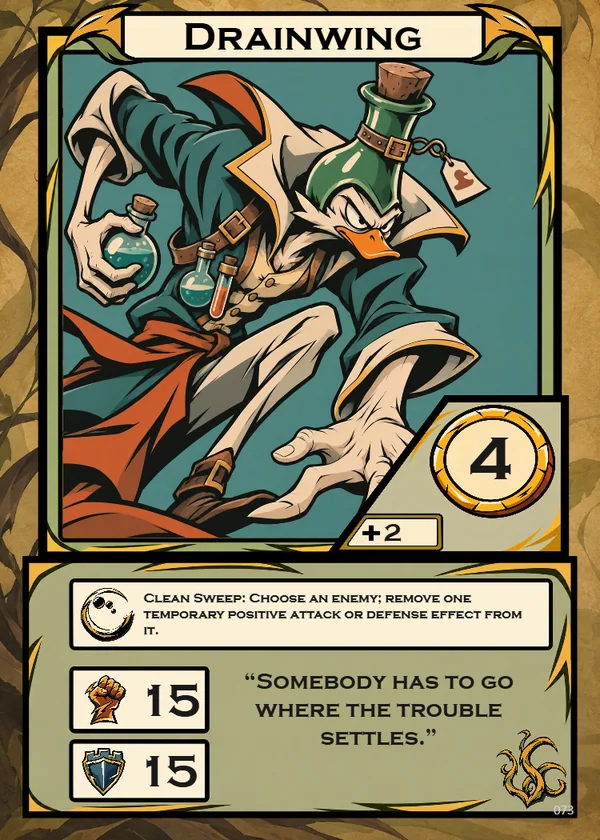 Drainwing
4
+2
Clean Sweep: Choose an enemy; remove one
temporary positive attack or defense effect from
it.
15
15
“Somebody has to go
where the trouble
settles.”
073